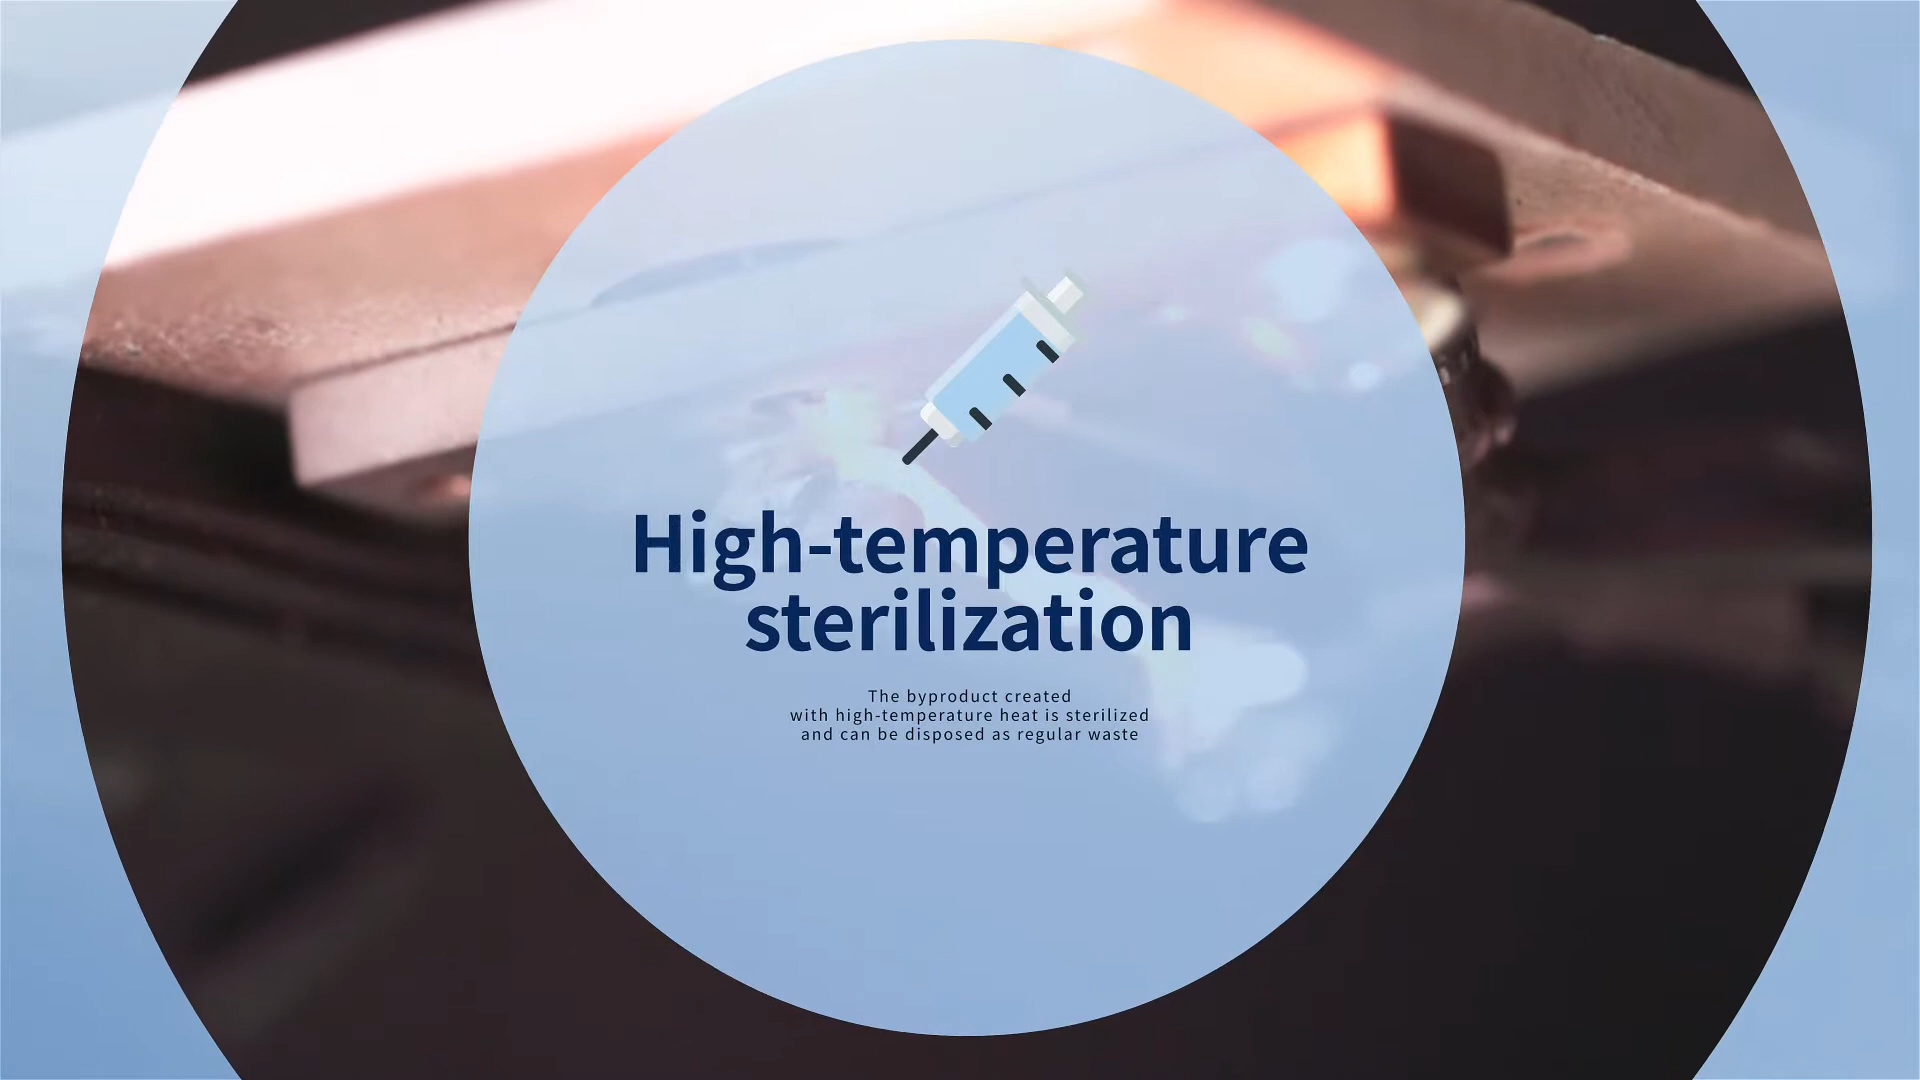 High-temperature
sterilization
The byproduct created
with high-temperature heat is sterilized
and can be disposed as regular waste